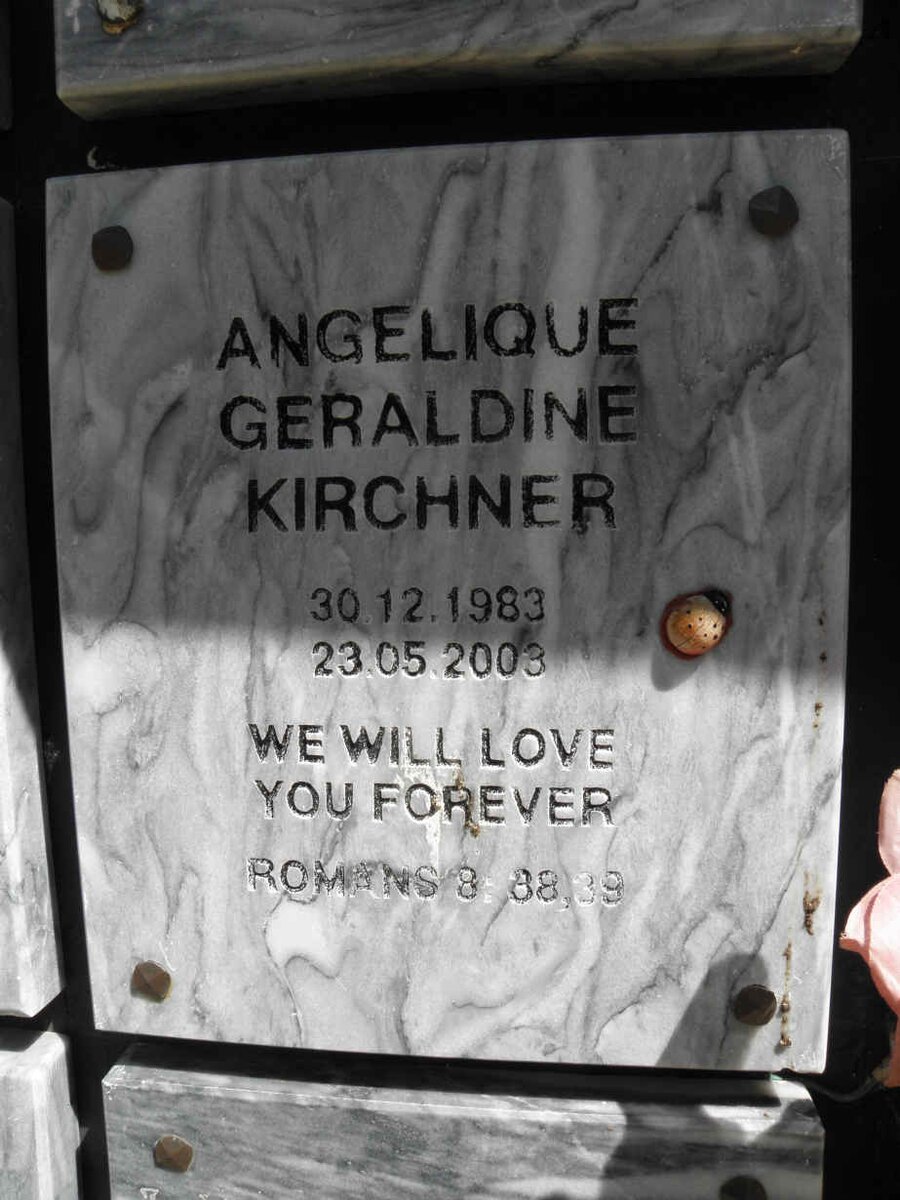 ANGELIQUE
GERALDINE
KIRCHNER
30.12.1983
23.05.2003
WE WILL LOVE
YOU FOREVER
ROMANS 8: 38,39